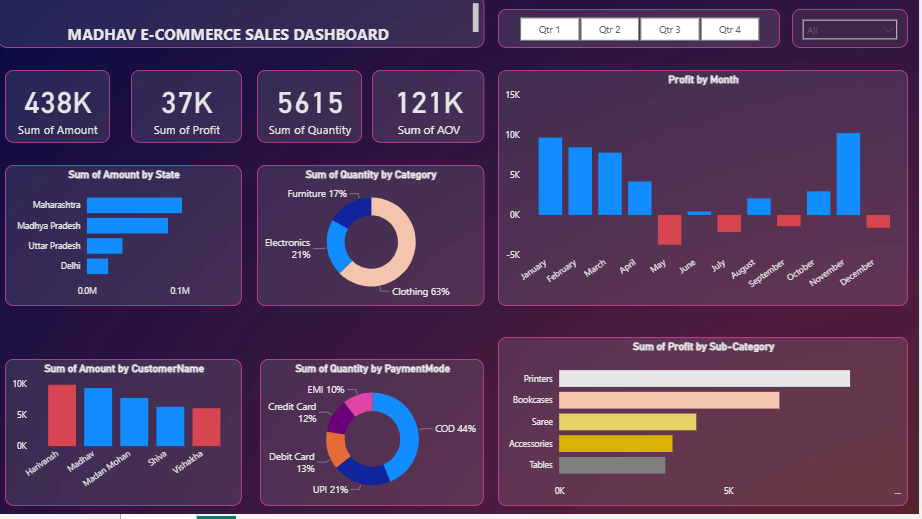 MADHAV E-COMMERCE SALES DASHBOARD
Qtr 1
Qtr 2
Qtr 3
Qtr 4
All
438K
Sum of Amount
37K
Sum of Profit
5615
Sum of Quantity
121K
Sum of AOV
Profit by Month
15K
10K
5K
0K
-5K
January
February
March
April
May
June
July
August
September
October
November
December
Sum of Amount by State
Maharashtra
Madhya Pradesh
Uttar Pradesh
Delhi
0.0M
0.1M
Sum of Quantity by Category
Furniture 17%
Electronics
21%
Clothing 63%
Sum of Amount by CustomerName
10K
5K
0K
Harivansh
Madhav
Madan Mohan
Shiva
Vishakha
Sum of Quantity by PaymentMode
EMI 10%
Credit Card
12%
COD 44%
Debit Card
13%
UPI 21%
Sum of Profit by Sub-Category
Printers
Bookcases
Saree
Accessories
Tables
0K
5K
...